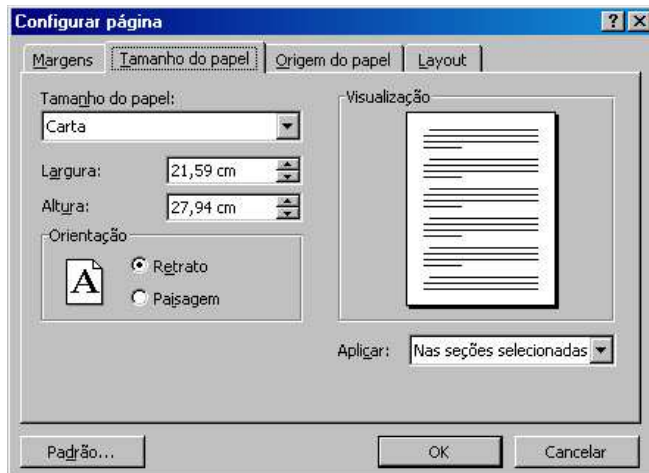 Configurar página
Margens Tamanho do papel Origem do papel Layout
Tamanho do papel:
Carta
Largura: 21,59 cm
Altura: 27,94 cm
Orientação
A
Retrato
Paisagem
Visualização
Aplicar: Nas seções selecionadas
Padrão... OK Cancelar